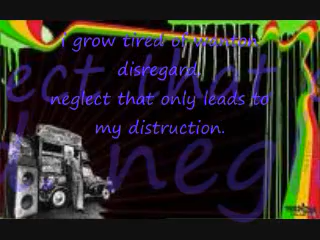 i grow tired of wanton
disregard,
neglect that only leads to
my distruction.